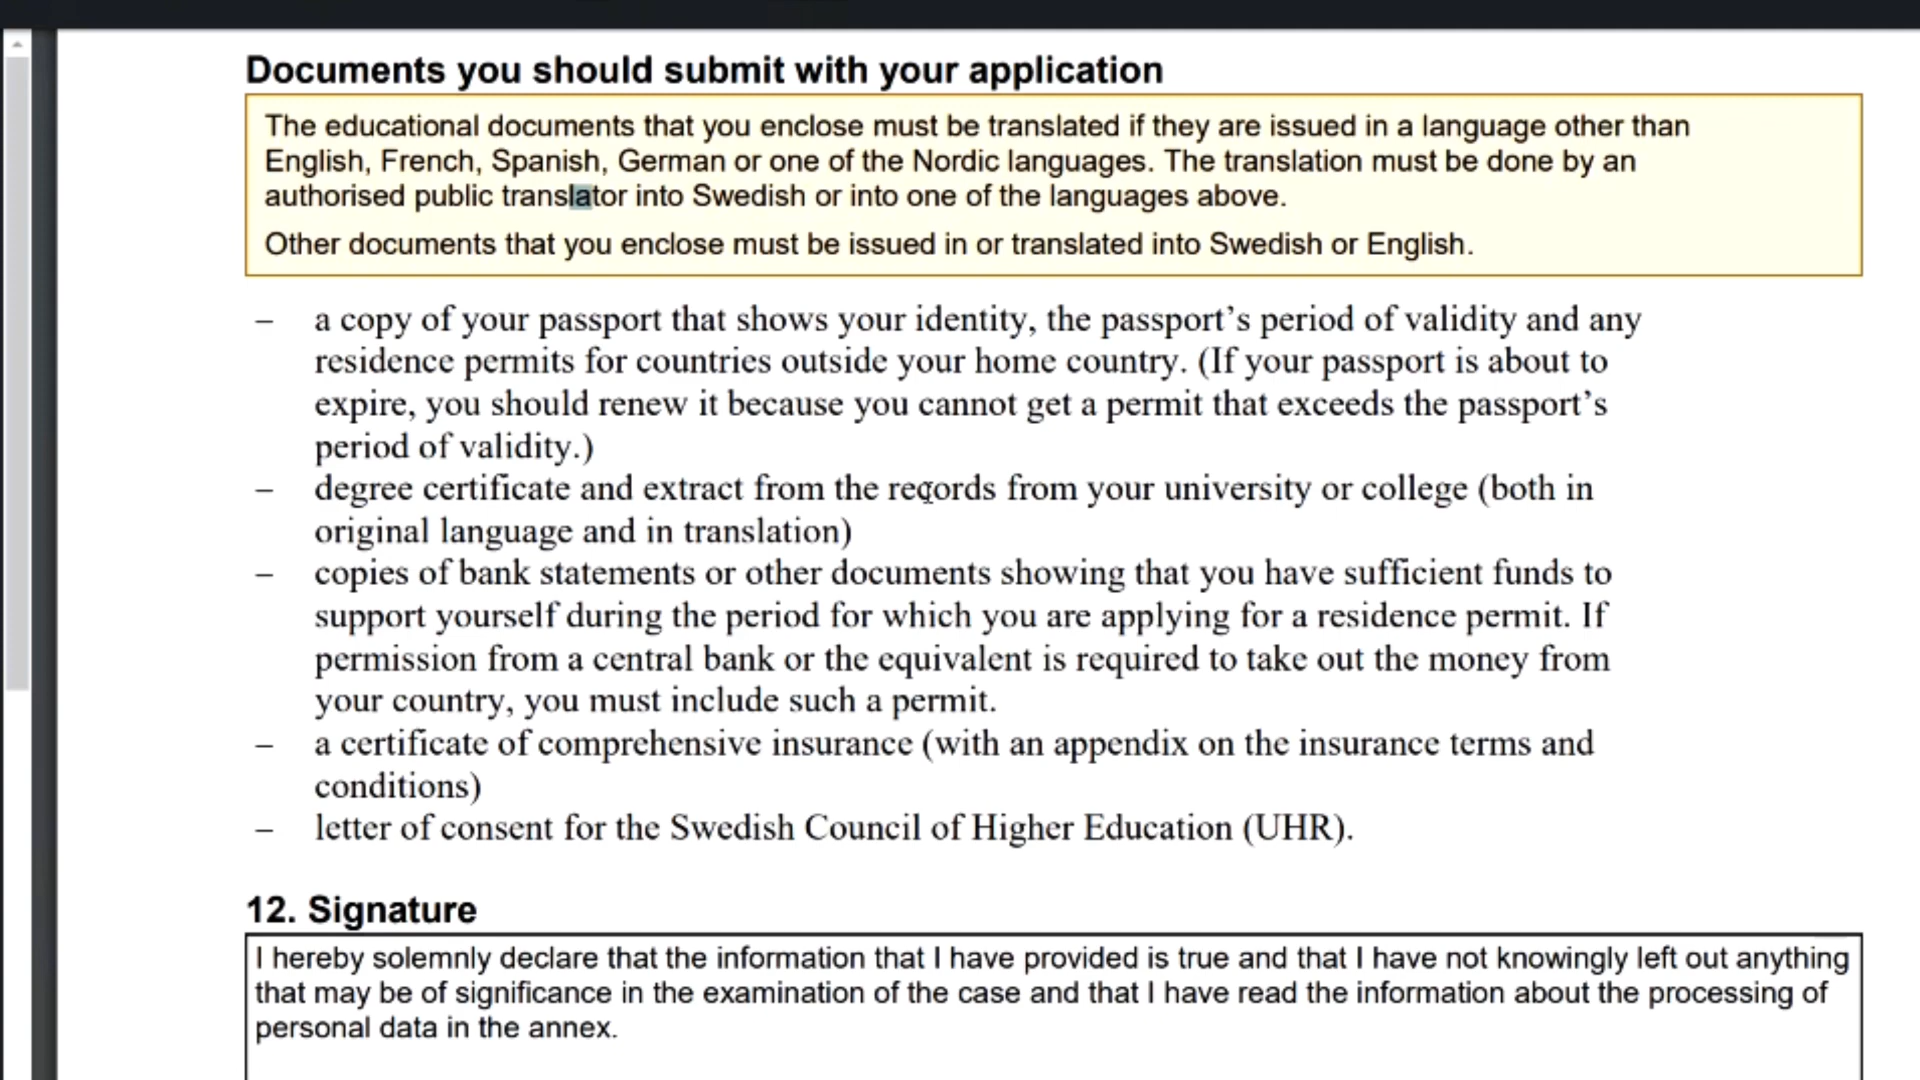 Documents you should submit with your application
The educational documents that you enclose must be translated if they are issued in a language other than
English, French, Spanish, German or one of the Nordic languages. The translation must be done by an
authorised public translator into Swedish or into one of the languages above.
Other documents that you enclose must be issued in or translated into Swedish or English.
– a copy of your passport that shows your identity, the passport’s period of validity and any
residence permits for countries outside your home country. (If your passport is about to
expire, you should renew it because you cannot get a permit that exceeds the passport’s
period of validity.)
– degree certificate and extract from the records from your university or college (both in
original language and in translation)
– copies of bank statements or other documents showing that you have sufficient funds to
support yourself during the period for which you are applying for a residence permit. If
permission from a central bank or the equivalent is required to take out the money from
your country, you must include such a permit.
– a certificate of comprehensive insurance (with an appendix on the insurance terms and
conditions)
– letter of consent for the Swedish Council of Higher Education (UHR).
12. Signature
I hereby solemnly declare that the information that I have provided is true and that I have not knowingly left out anything
that may be of significance in the examination of the case and that I have read the information about the processing of
personal data in the annex.